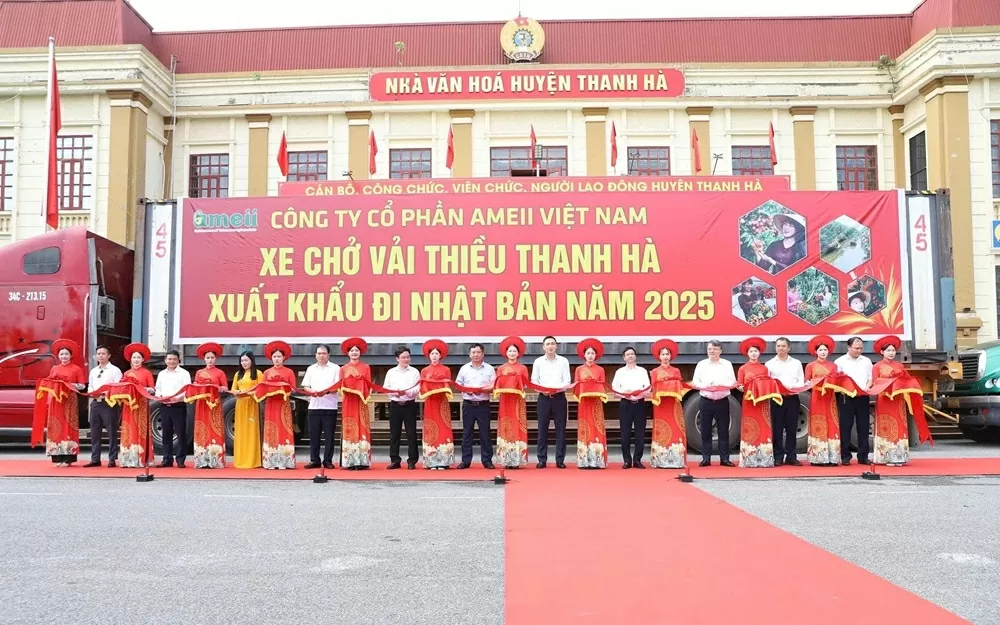 NHÀ VĂN HOÁ HUYỆN THANH HÀ
CÁN BỘ, CÔNG CHỨC, VIÊN CHỨC, NGƯỜI LAO ĐỘNG HUYỆN THANH HÀ
ameii
CÔNG TY CỔ PHẦN AMEII VIỆT NAM
XE CHỞ VẢI THIỀU THANH HÀ
XUẤT KHẨU ĐI NHẬT BẢN NĂM 2025
45
45
34C - 213.15